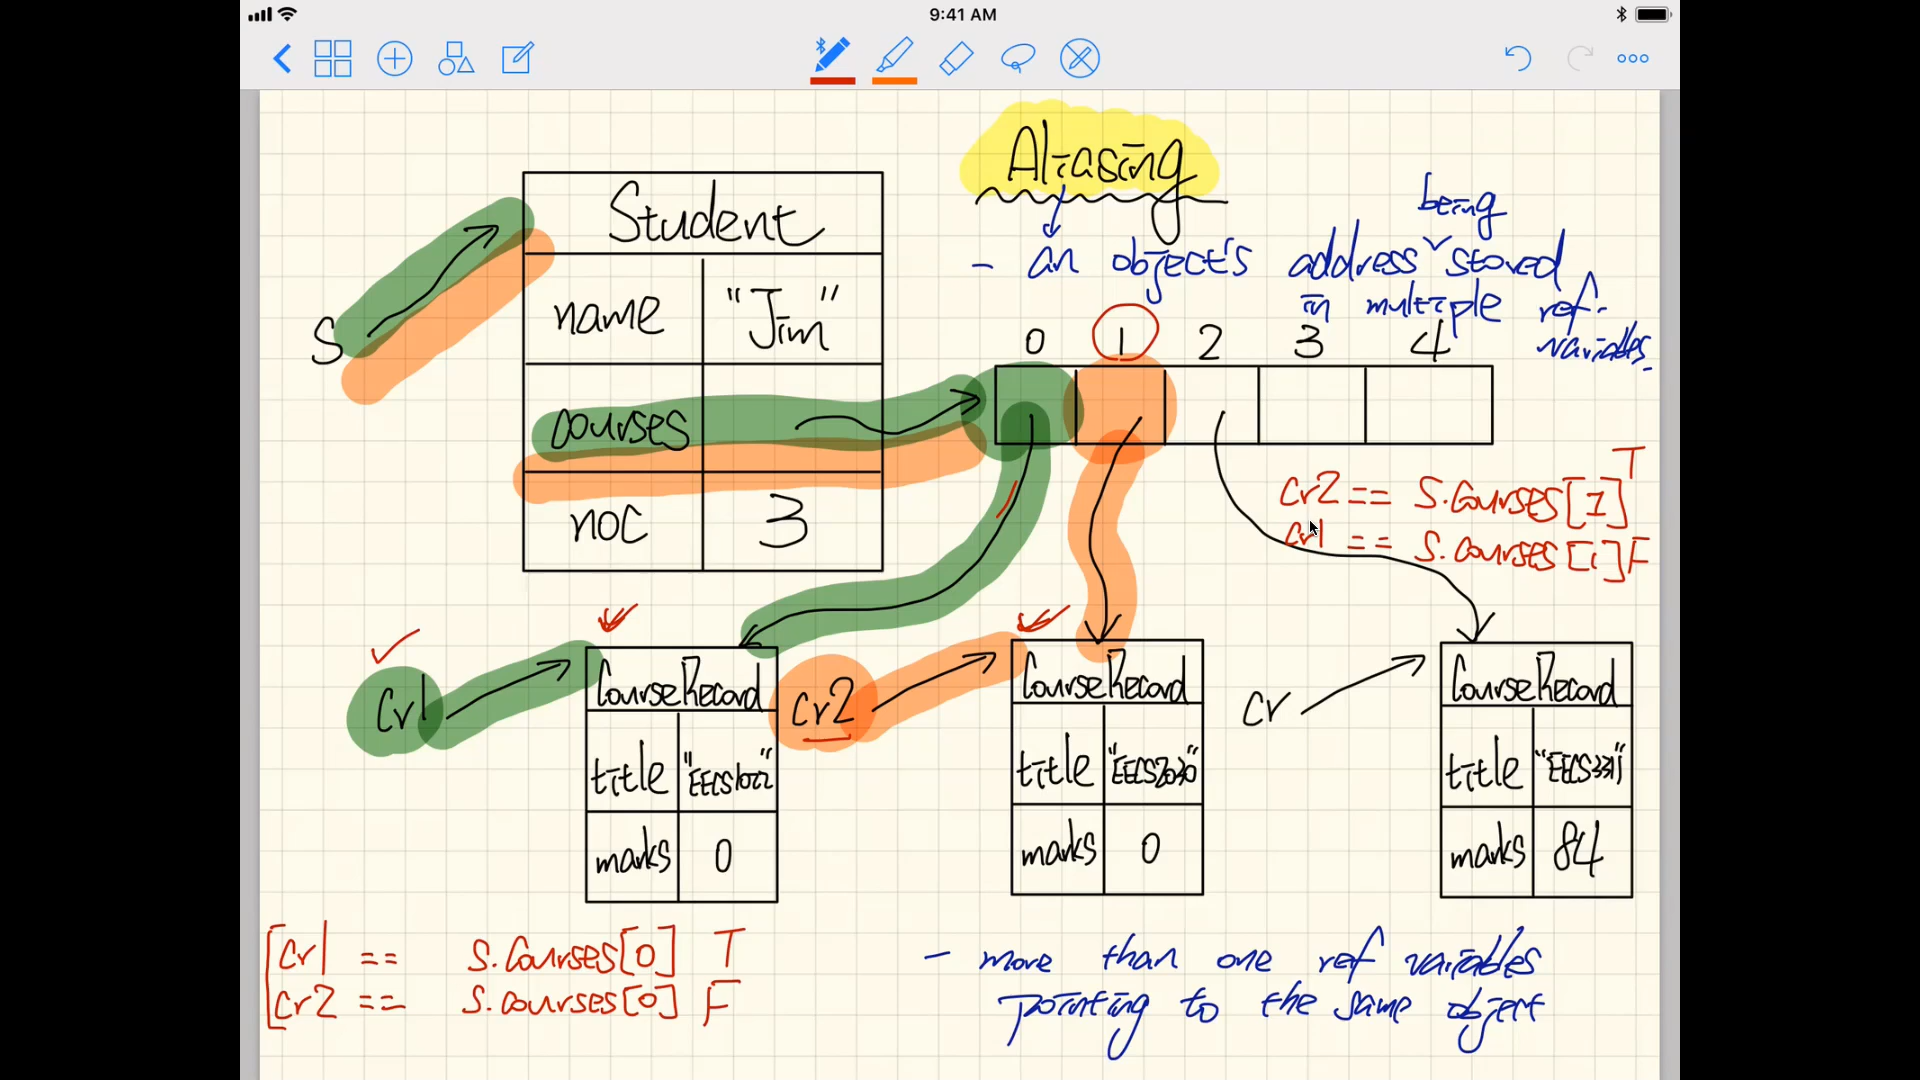 9:41 AM
Aliasing
- an object's address being stored
in multiple ref.
variables.
Student
name "Jim"
courses
noc 3
S
0 1 2 3 4
cr2 == s.courses[1] T
cr1 == s.courses[1] F
cr1
CourseRecord
title "EECS1022"
marks 0
cr2
CourseRecord
title "EECS2030"
marks 0
cr
CourseRecord
title "EECS3311"
marks 84
cr1 == s.courses[0] T
cr2 == s.courses[0] F
- more than one ref variables
pointing to the same object